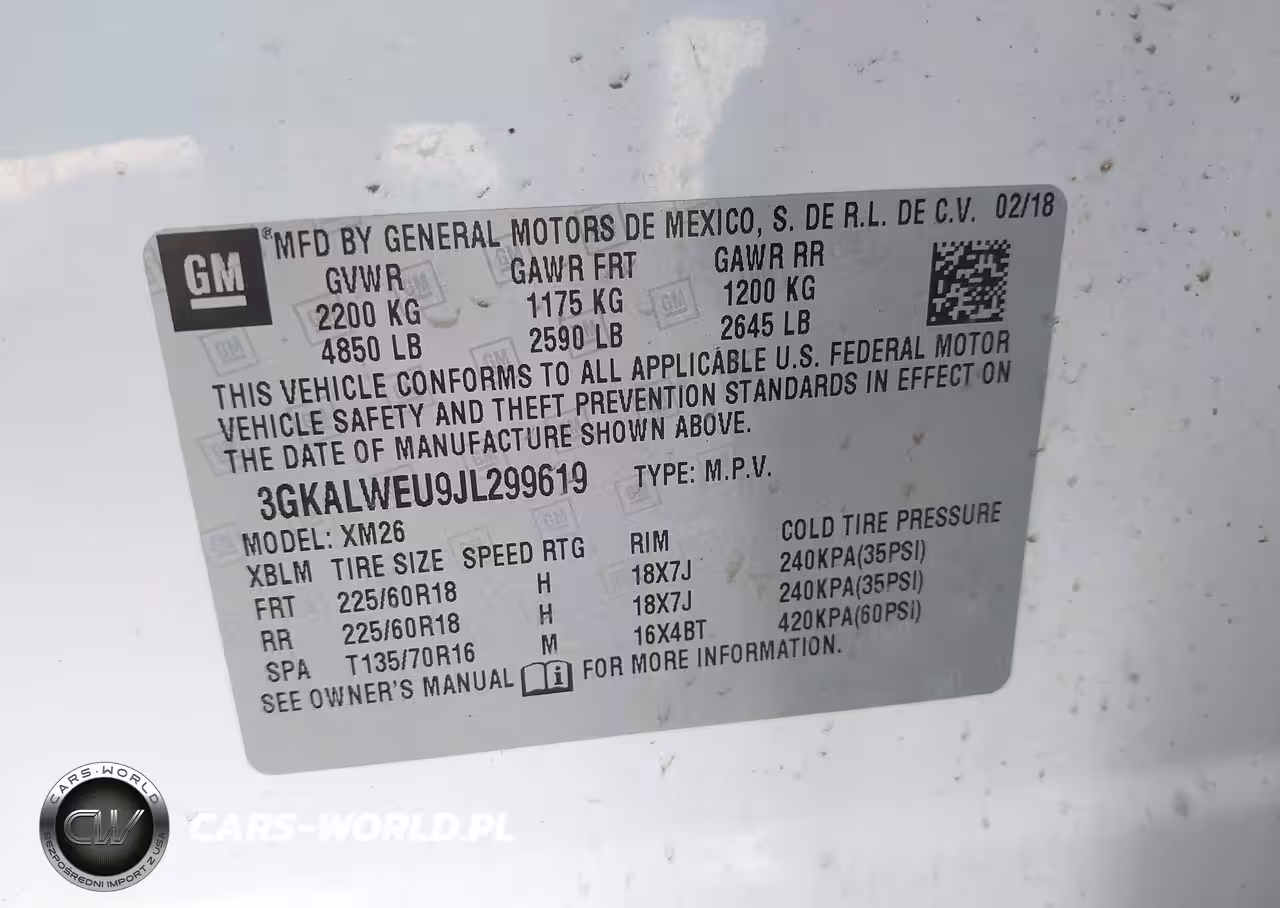 GM ® MFD BY GENERAL MOTORS DE MEXICO, S. DE R.L. DE C.V. 02/18
GVWR GAWR FRT GAWR RR
2200 KG 1175 KG 1200 KG
4850 LB 2590 LB 2645 LB
THIS VEHICLE CONFORMS TO ALL APPLICABLE U.S. FEDERAL MOTOR
VEHICLE SAFETY AND THEFT PREVENTION STANDARDS IN EFFECT ON
THE DATE OF MANUFACTURE SHOWN ABOVE.
3GKALWEU9JL299619 TYPE: M.P.V.
MODEL: XM26
XBLM TIRE SIZE SPEED RTG RIM COLD TIRE PRESSURE
FRT 225/60R18 H 18X7J 240KPA(35PSI)
RR 225/60R18 H 18X7J 240KPA(35PSI)
SPA T135/70R16 M 16X4BT 420KPA(60PSI)
SEE OWNER'S MANUAL i FOR MORE INFORMATION.
CARS-WORLD
CW
BEZPOŚREDNI IMPORT Z USA
CARS-WORLD.PL